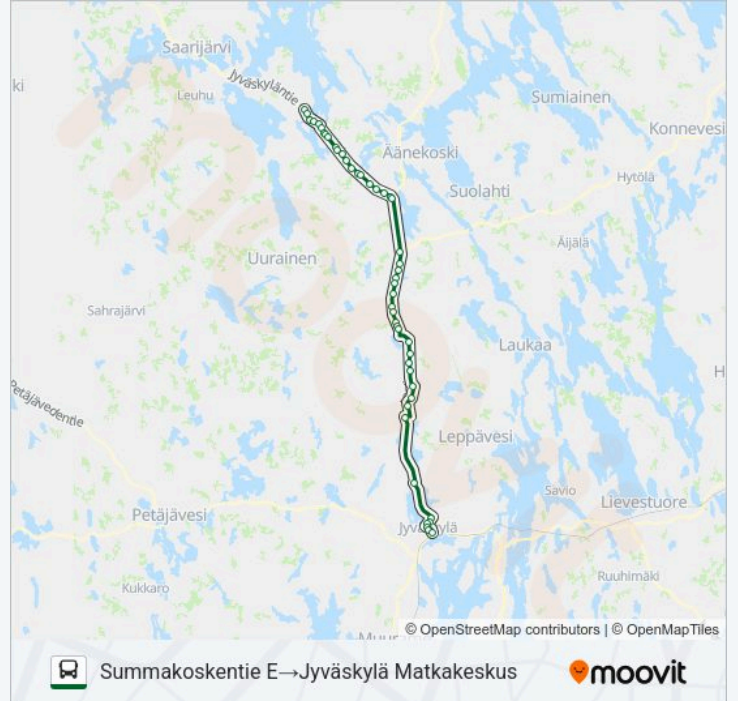 Saarijärvi
ki
Jyväskyläntie
Leuhu
Sumiainen
Konnevesi
Äänekoski
Hytölä
Suolahti
Äijälä
Uurainen
Sahrajärvi
Laukaa
H
Petäjävedentie
Leppävesi
Savio
Lievestuore
Petäjävesi
Jyväskylä
Ruuhimäki
Kukkaro
Muur
© OpenStreetMap contributors | © OpenMapTiles
Summakoskentie E→Jyväskylä Matkakeskus
moovit